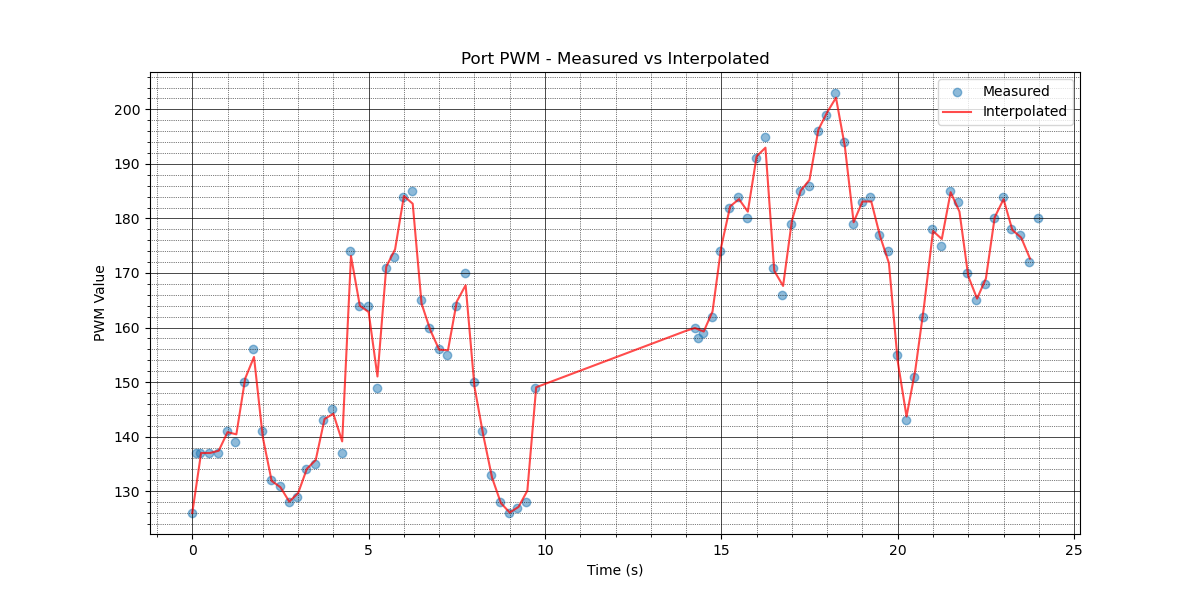 Port PWM - Measured vs Interpolated
Measured
Interpolated
PWM Value
200
190
180
170
160
150
140
130
0
5
10
15
20
25
Time (s)